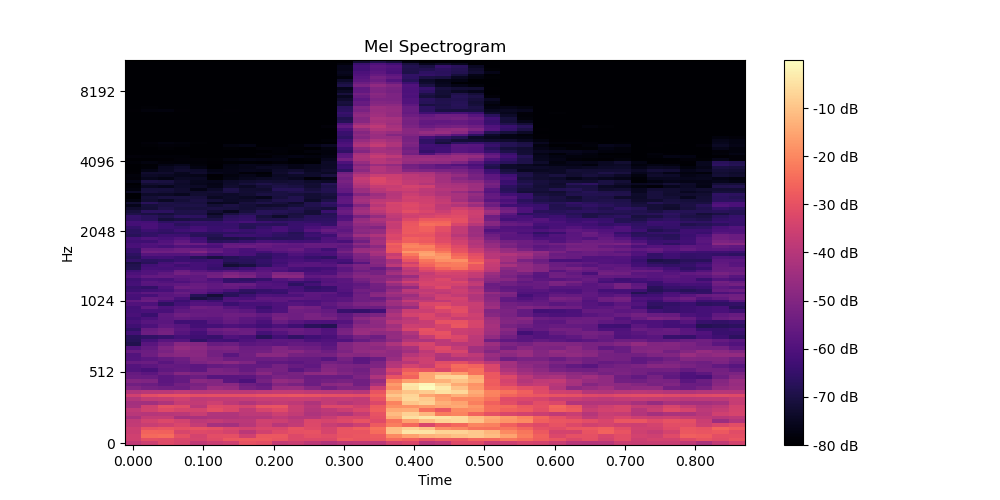 Mel Spectrogram
Hz
8192
4096
2048
1024
512
0
0.000 0.100 0.200 0.300 0.400 0.500 0.600 0.700 0.800
Time
-10 dB
-20 dB
-30 dB
-40 dB
-50 dB
-60 dB
-70 dB
-80 dB